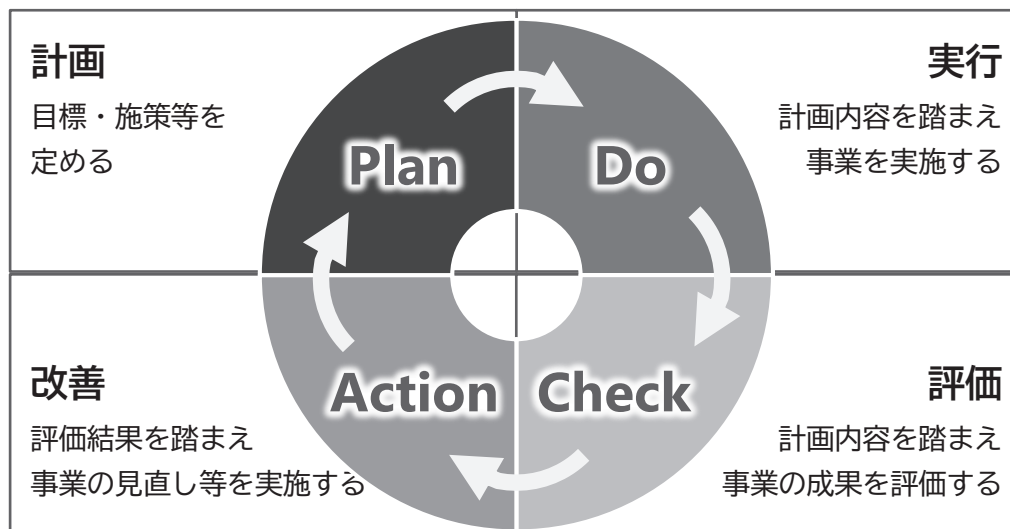 計画
目標・施策等を
定める
Plan
実行
計画内容を踏まえ
事業を実施する
Do
改善
評価結果を踏まえ
事業の見直し等を実施する
Action
評価
計画内容を踏まえ
事業の成果を評価する
Check